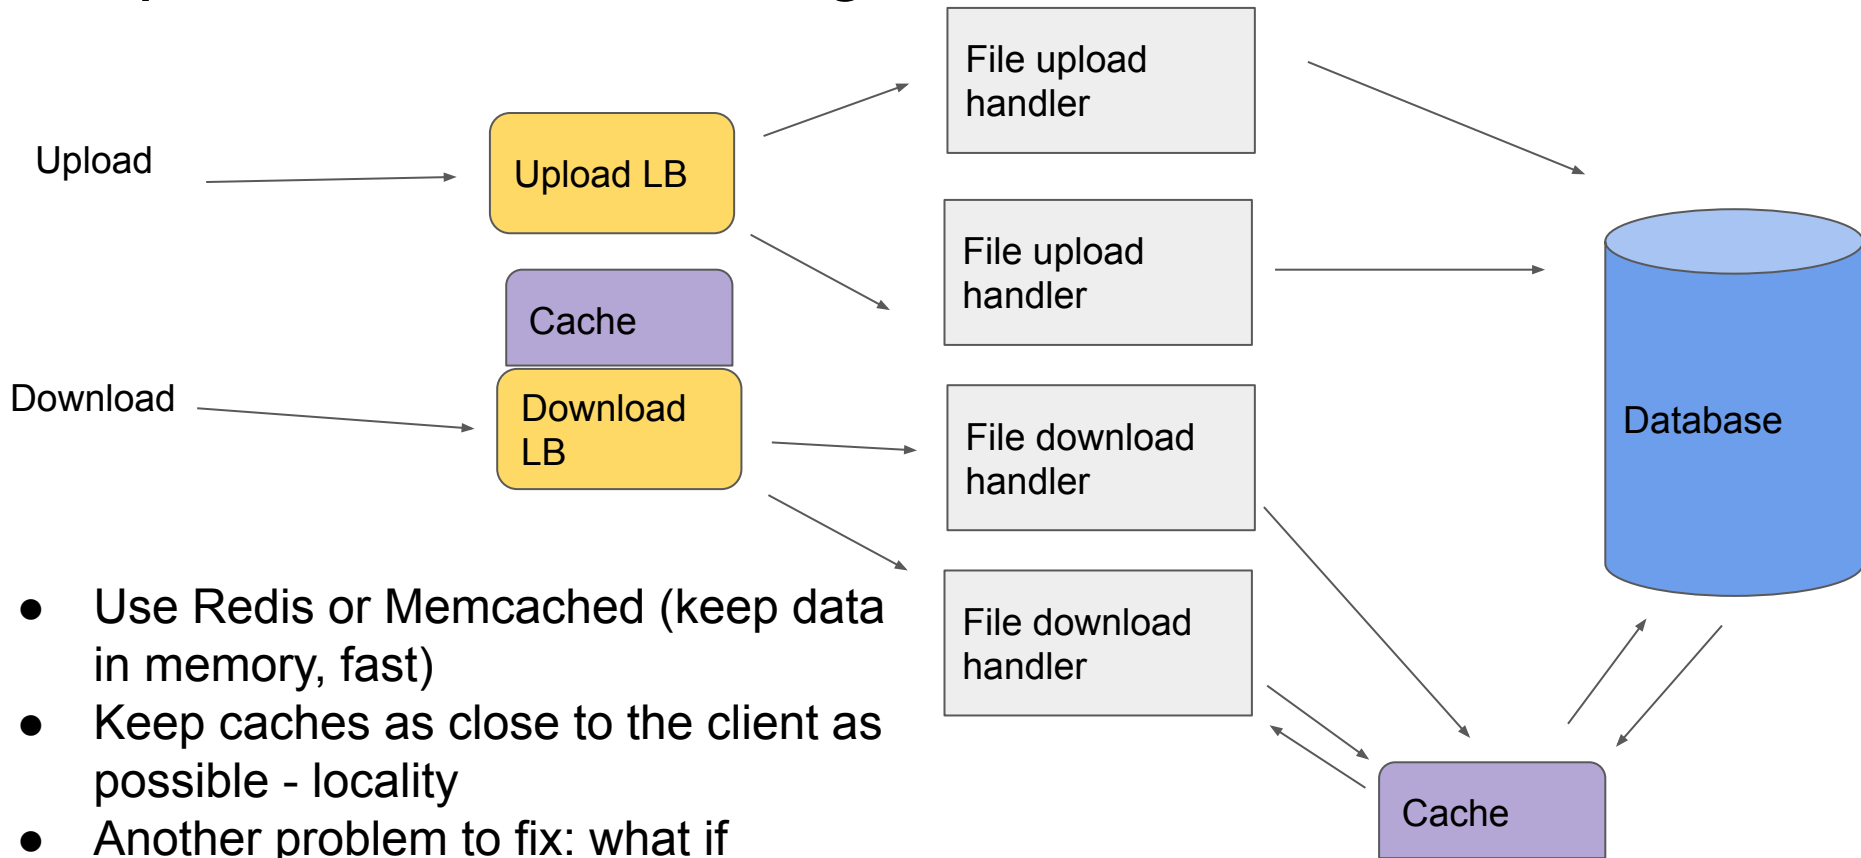 File upload
handler
Upload
Upload LB
File upload
handler
Cache
Download
Download
LB
File download
handler
Database
File download
handler
Cache
● Use Redis or Memcached (keep data
in memory, fast)
● Keep caches as close to the client as
possible - locality
● Another problem to fix: what if